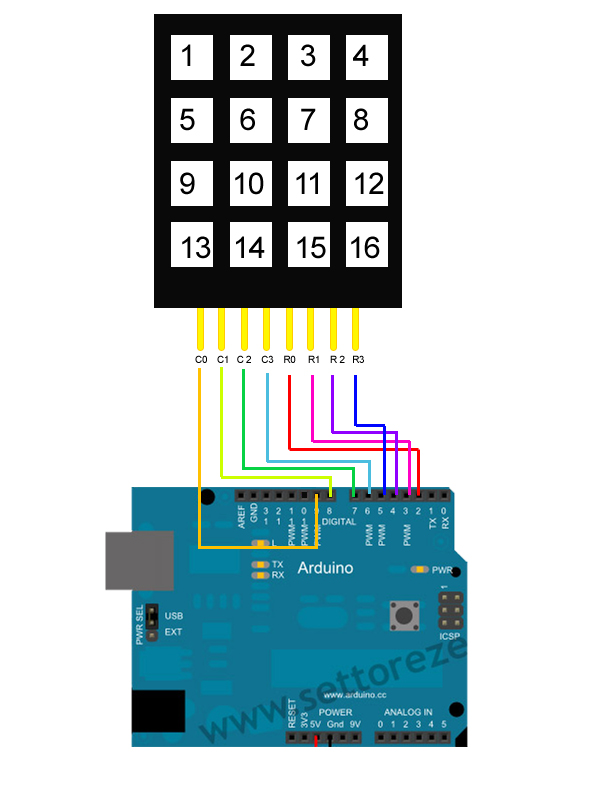 1 2 3 4
5 6 7 8
9 10 11 12
13 14 15 16
C0 C1 C 2 C3 R0 R1 R 2 R3
AREF GND 13 12 11 10 9 8 7 6 5 4 3 2 1 0
PWM PWM PWM DIGITAL PWM PWM PWM TX RX
L
TX
RX
Arduino
PWR
1
ICSP
PWR SEL
USB
EXT
www.settoreze
www.arduino.cc
POWER ANALOG IN
RESET 3V3 5V Gnd 9V 0 1 2 3 4 5